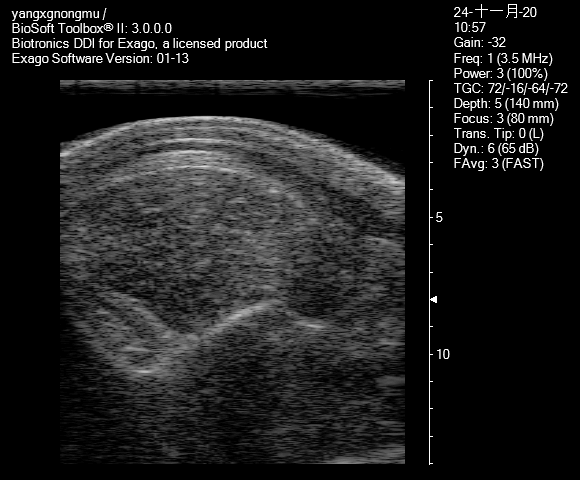 yangxgnongmu /
BioSoft Toolbox® II: 3.0.0.0
Biotronics DDI for Exago, a licensed product
Exago Software Version: 01-13
24-十一月-20
10:57
Gain: -32
Freq: 1 (3.5 MHz)
Power: 3 (100%)
TGC: 72/-16/-64/-72
Depth: 5 (140 mm)
Focus: 3 (80 mm)
Trans. Tip: 0 (L)
Dyn.: 6 (65 dB)
FAvg: 3 (FAST)
5
10